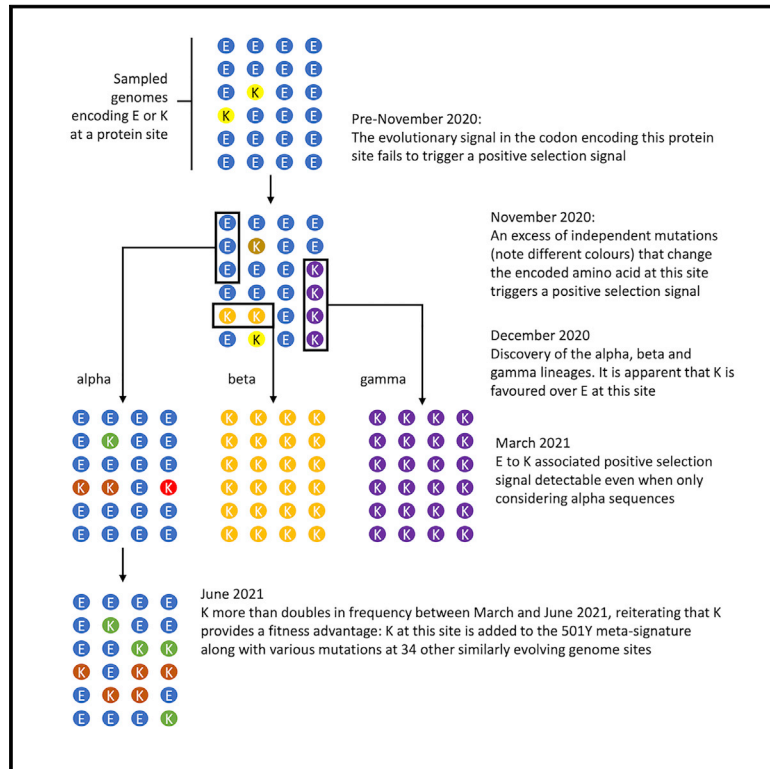 E E E E
Sampled
genomes
encoding E or K
at a protein
site
E E E E
E K E E
K E E E
E E E E
E E E E
Pre-November 2020:
The evolutionary signal in the codon encoding this protein
site fails to trigger a positive selection signal
E E E E
E K E E
E E E K
E E E K
K K E K
E K E K
November 2020:
An excess of independent mutations
(note different colours) that change
the encoded amino acid at this site
triggers a positive selection signal
December 2020
Discovery of the alpha, beta and
gamma lineages. It is apparent that K is
favoured over E at this site
alpha
beta
gamma
E E E E
E K E E
E E E E
K K E K
E E E E
E E E E
K K K K
K K K K
K K K K
K K K K
K K K K
K K K K
K K K K
K K K K
K K K K
K K K K
K K K K
K K K K
March 2021
E to K associated positive selection
signal detectable even when only
considering alpha sequences
E E E E
E K E E
E E K K
K E K K
E K K E
E E E K
June 2021
K more than doubles in frequency between March and June 2021, reiterating that K
provides a fitness advantage: K at this site is added to the 501Y meta-signature
along with various mutations at 34 other similarly evolving genome sites